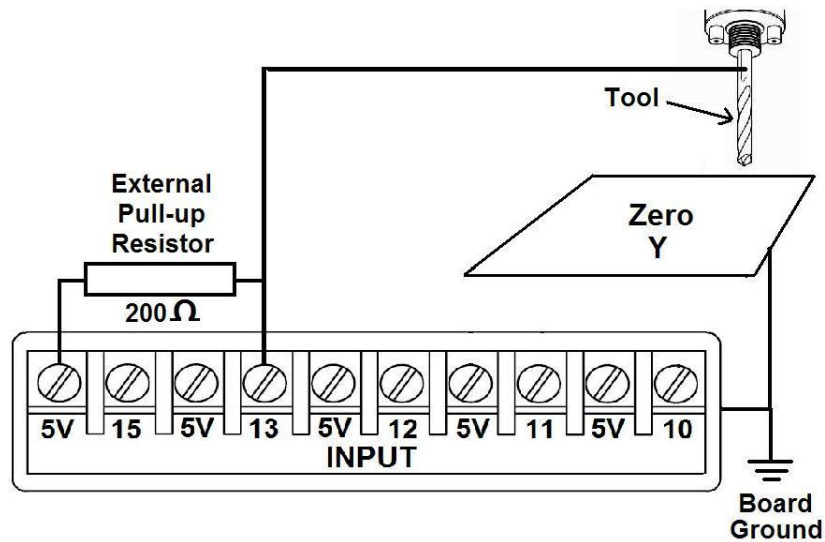 Tool
External
Pull-up
Resistor
Zero
Y
200Ω
5V 15 5V 13 5V 12 5V 11 5V 10
INPUT
Board
Ground